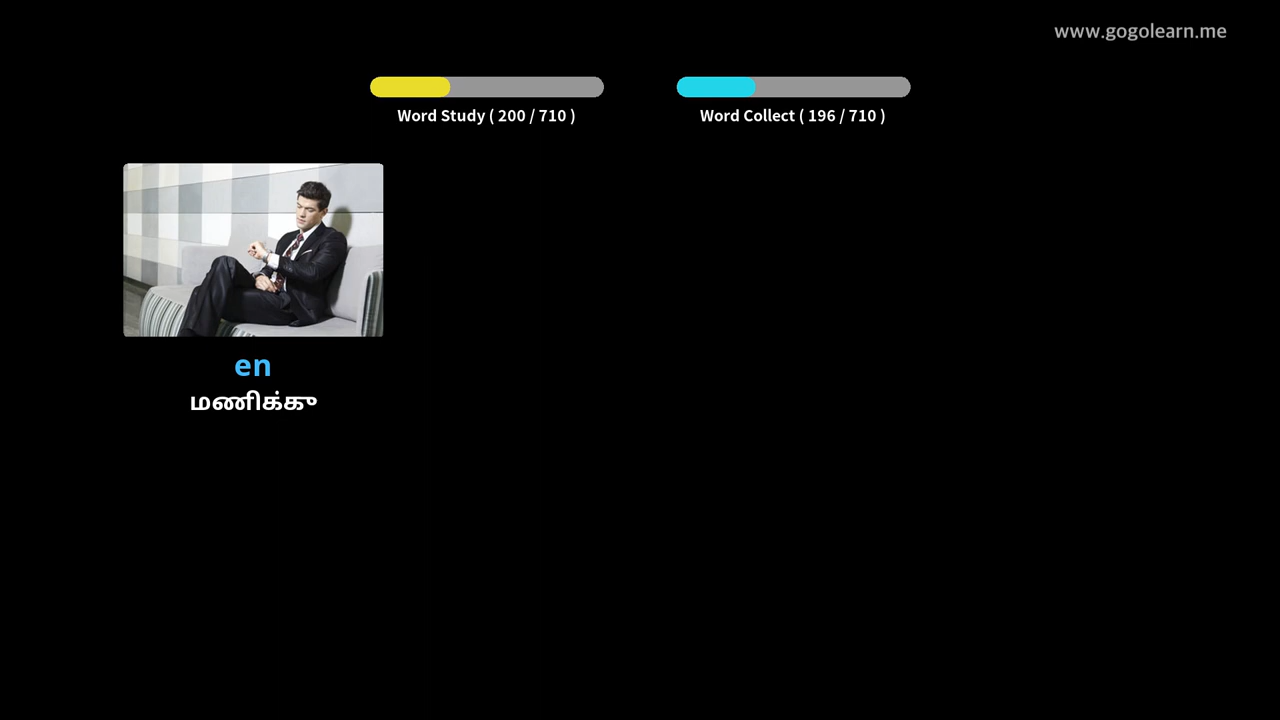 www.gogolearn.me
Word Study ( 200 / 710 )
Word Collect ( 196 / 710 )
en
மணிக்கு